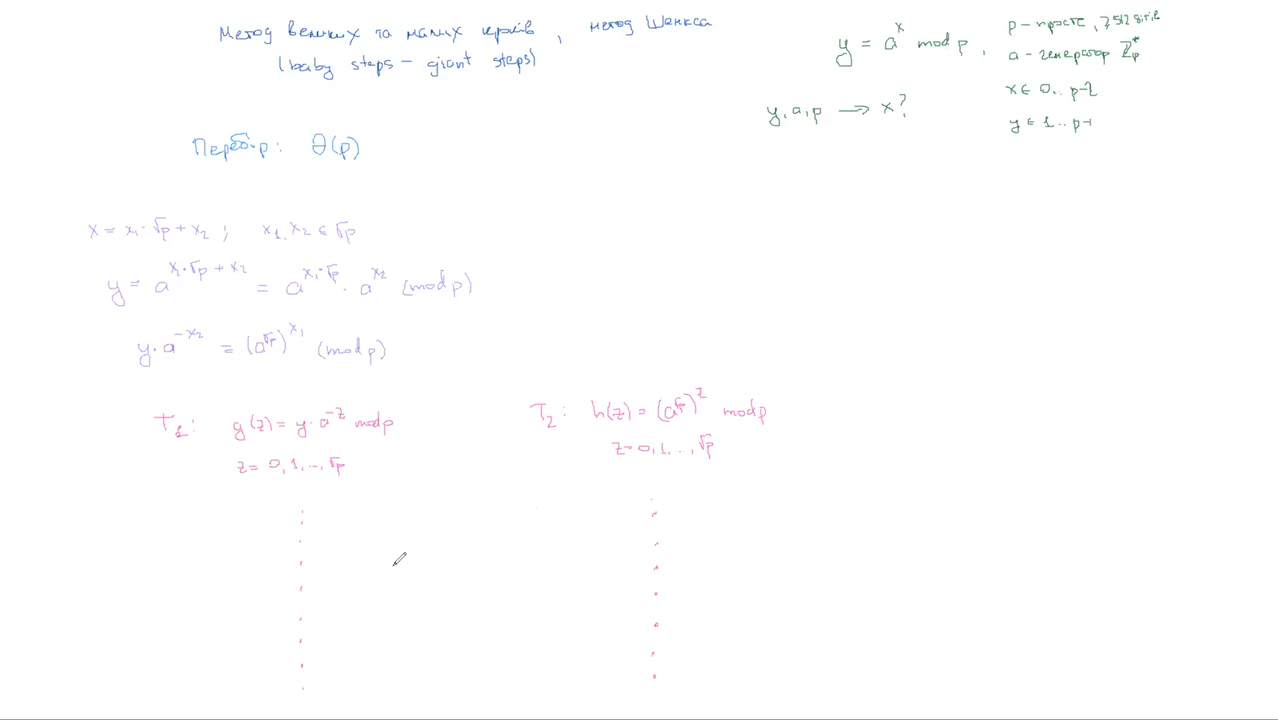 Метод великих та малих кроків, метод Шенкса
(baby steps – giant steps)
y = a^x mod p,
p – просте, ≥ 512 бітів
a – генератор Z_p^*
x ∈ 0.. p-2
y ∈ 1.. p-1
y, a, p → x?
Перебір: Θ(p)
x = x₁·√p + x₂ ; x₁, x₂ ∈ √p
y = a^(x₁·√p + x₂) = a^(x₁·√p) · a^(x₂) (mod p)
y·a^(-x₂) = (a^(√p))^(x₁) (mod p)
T₁: g(z) = y·a^(-z) mod p
z = 0, 1, .., √p
T₂: h(z) = (a^(√p))^z mod p
z = 0, 1, .., √p